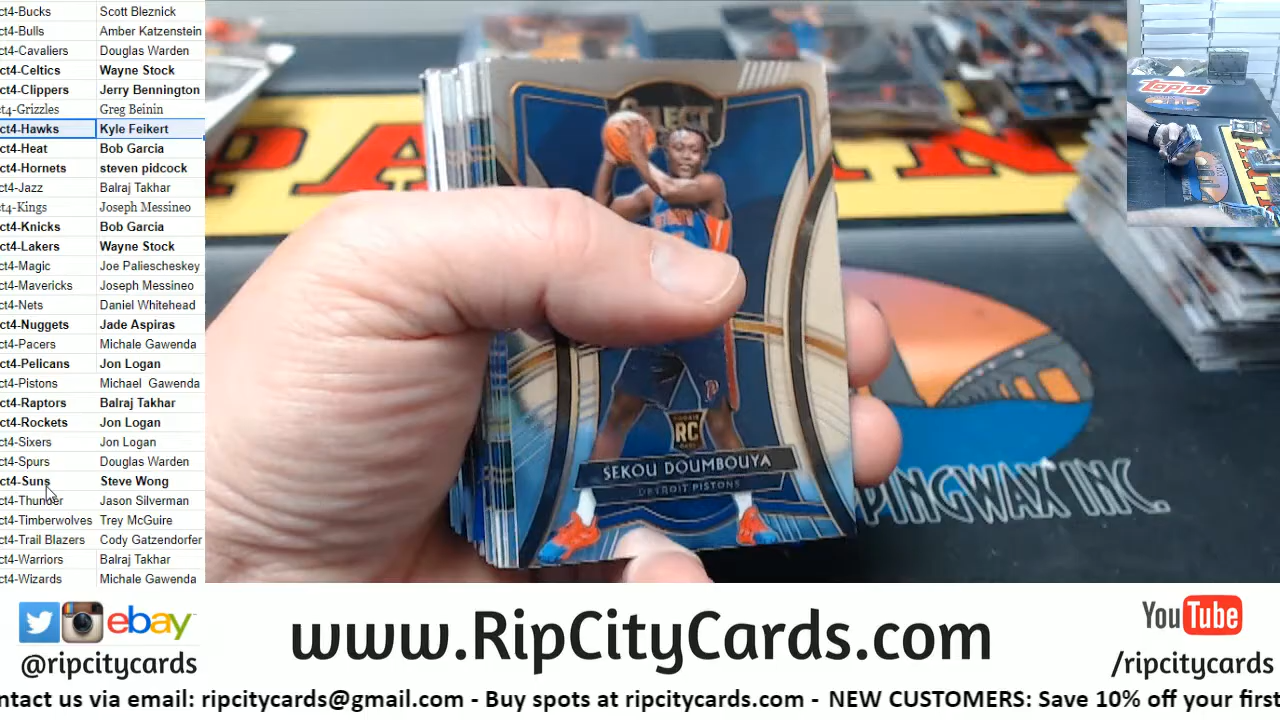 ct4-Bucks Scott Bleznick
ct4-Bulls Amber Katzenstein
ct4-Cavaliers Douglas Warden
ct4-Celtics Wayne Stock
ct4-Clippers Jerry Bennington
ct4-Grizzles Greg Beinin
ct4-Hawks Kyle Feikert
ct4-Heat Bob Garcia
ct4-Hornets steven pidcock
ct4-Jazz Balraj Takhar
ct4-Kings Joseph Messineo
ct4-Knicks Bob Garcia
ct4-Lakers Wayne Stock
ct4-Magic Joe Paliescheskey
ct4-Mavericks Joseph Messineo
ct4-Nets Daniel Whitehead
ct4-Nuggets Jade Aspiras
ct4-Pacers Michale Gawenda
ct4-Pelicans Jon Logan
ct4-Pistons Michael Gawenda
ct4-Raptors Balraj Takhar
ct4-Rockets Jon Logan
ct4-Sixers Jon Logan
ct4-Spurs Douglas Warden
ct4-Suns Steve Wong
ct4-Thunder Jason Silverman
ct4-Timberwolves Trey McGuire
ct4-Trail Blazers Cody Gatzendorfer
ct4-Warriors Balraj Takhar
ct4-Wizards Michale Gawenda
topps
RC
SEKOU DOUMBOUYA
DETROIT PISTONS
PINGWAX INC.
ebay
@ripcitycards
www.RipCityCards.com
YouTube
/ripcitycards
ntact us via email: ripcitycards@gmail.com - Buy spots at ripcitycards.com - NEW CUSTOMERS: Save 10% off your first